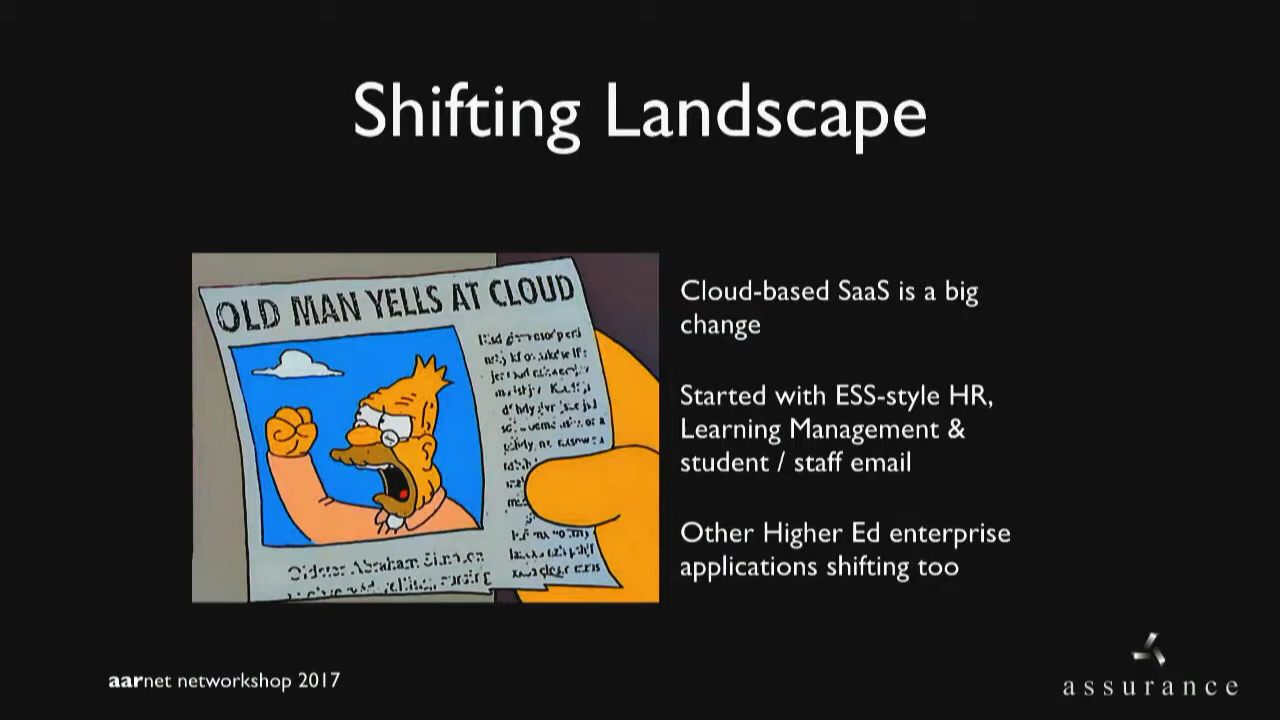 Shifting Landscape
OLD MAN YELLS AT CLOUD
Cloud-based SaaS is a big
change
Started with ESS-style HR,
Learning Management &
student / staff email
Other Higher Ed enterprise
applications shifting too
aarnet networkshop 2017
assurance